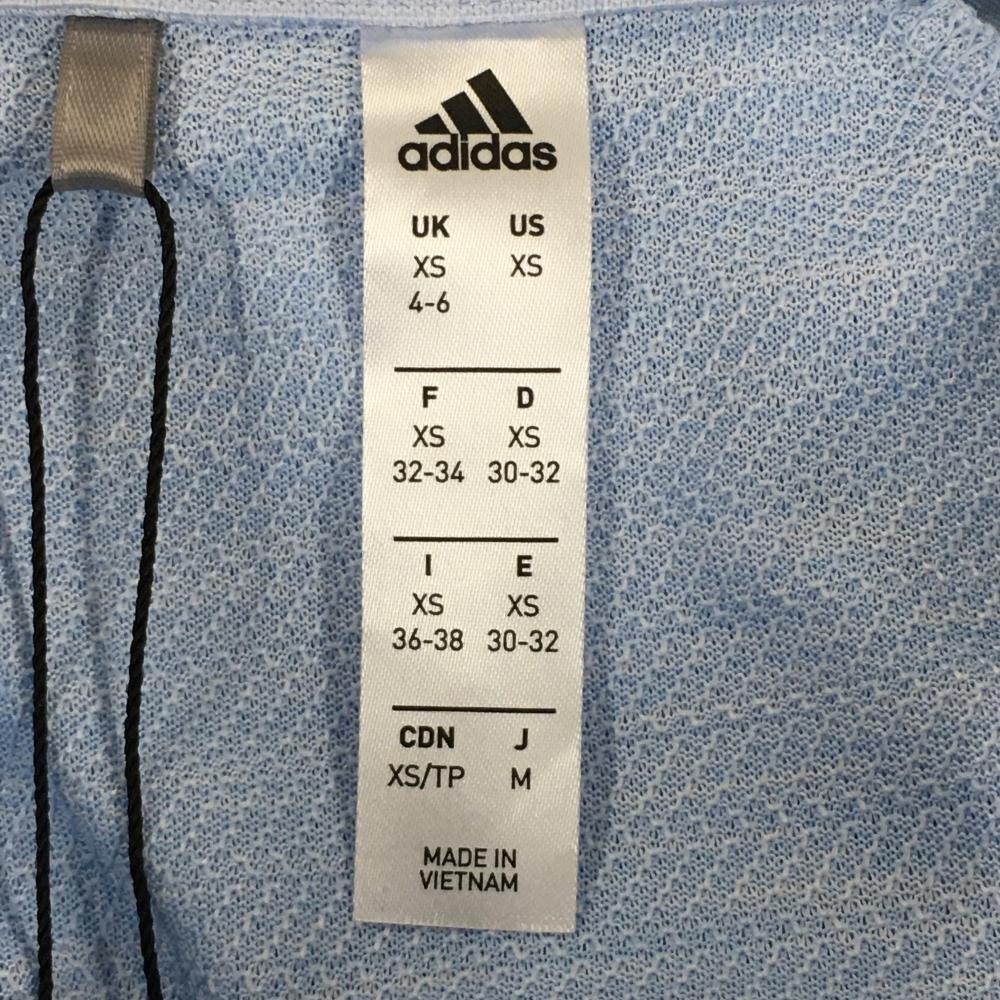 adidas
UK US
XS XS
4-6
F D
XS XS
32-34 30-32
I E
XS XS
36-38 30-32
CDN J
XS/TP M
MADE IN
VIETNAM